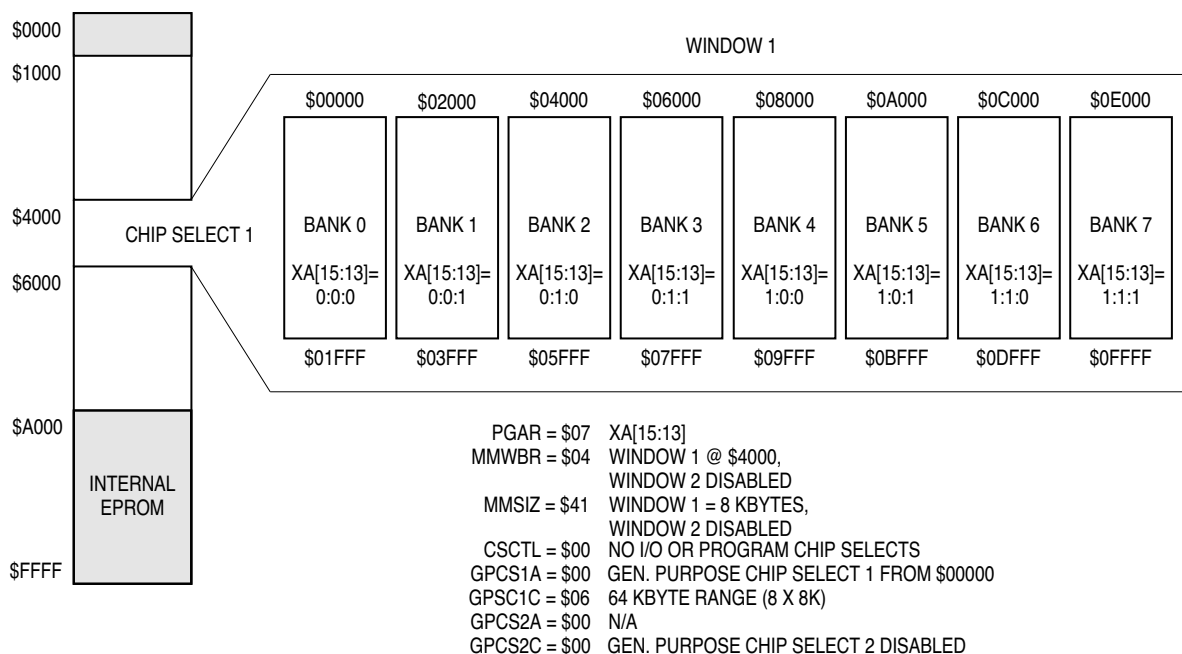 $0000
$1000
$4000
$6000
$A000
$FFFF
CHIP SELECT 1
INTERNAL
EPROM
WINDOW 1
$00000 $02000 $04000 $06000 $08000 $0A000 $0C000 $0E000
BANK 0 BANK 1 BANK 2 BANK 3 BANK 4 BANK 5 BANK 6 BANK 7
XA[15:13]= XA[15:13]= XA[15:13]= XA[15:13]= XA[15:13]= XA[15:13]= XA[15:13]= XA[15:13]=
0:0:0 0:0:1 0:1:0 0:1:1 1:0:0 1:0:1 1:1:0 1:1:1
$01FFF $03FFF $05FFF $07FFF $09FFF $0BFFF $0DFFF $0FFFF
PGAR = $07 XA[15:13]
MMWBR = $04 WINDOW 1 @ $4000,
WINDOW 2 DISABLED
MMSIZ = $41 WINDOW 1 = 8 KBYTES,
WINDOW 2 DISABLED
CSCTL = $00 NO I/O OR PROGRAM CHIP SELECTS
GPCS1A = $00 GEN. PURPOSE CHIP SELECT 1 FROM $00000
GPSC1C = $06 64 KBYTE RANGE (8 X 8K)
GPCS2A = $00 N/A
GPCS2C = $00 GEN. PURPOSE CHIP SELECT 2 DISABLED